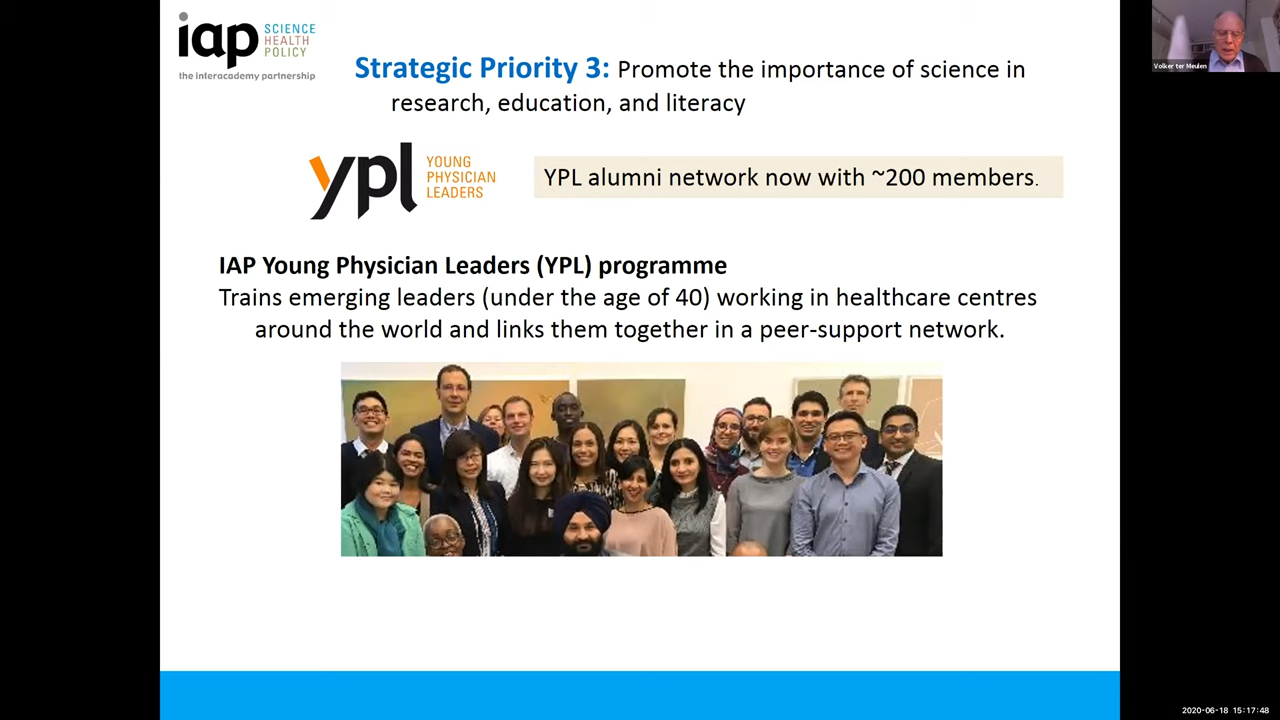 iap
SCIENCE
HEALTH
POLICY
the interacademy partnership
Strategic Priority 3: Promote the importance of science in
research, education, and literacy
ypl
YOUNG
PHYSICIAN
LEADERS
YPL alumni network now with ~200 members.
IAP Young Physician Leaders (YPL) programme
Trains emerging leaders (under the age of 40) working in healthcare centres
around the world and links them together in a peer-support network.
Volker ter Meulen
2020-06-18 15:17:48